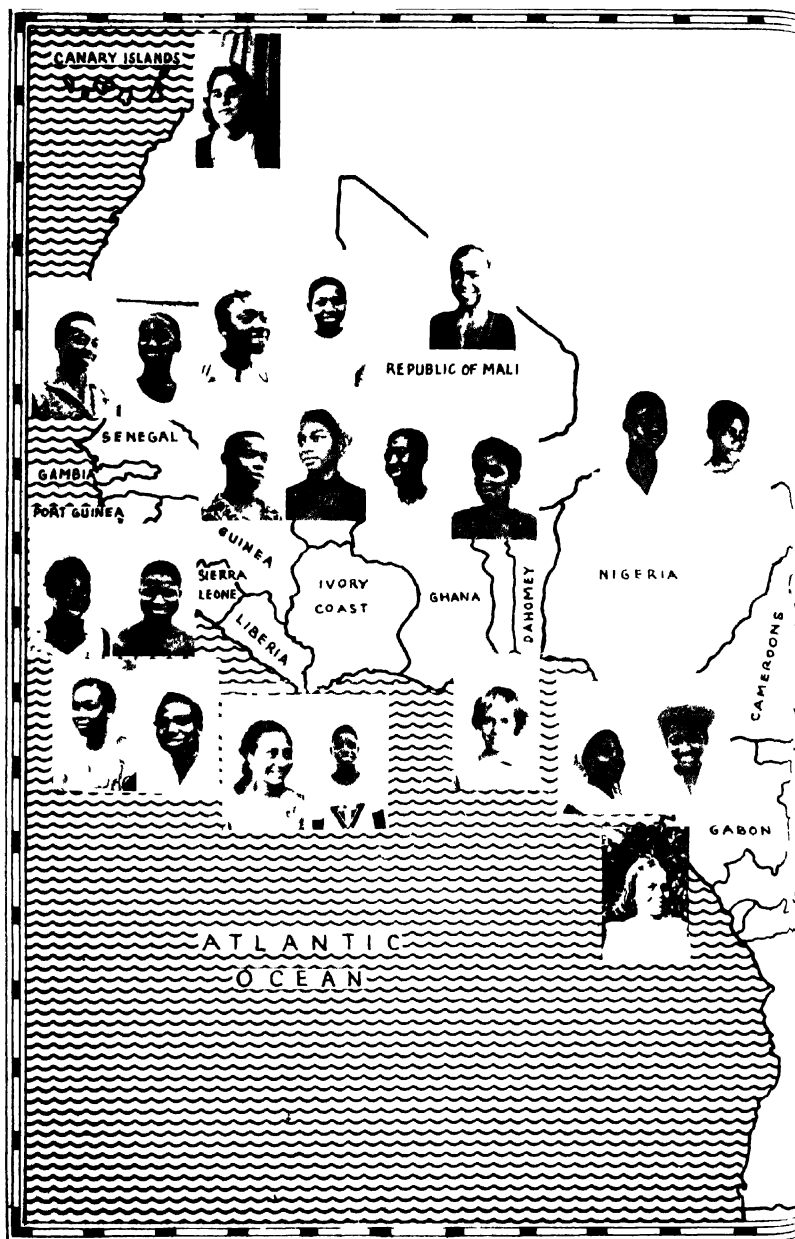 CANARY ISLANDS
REPUBLIC OF MALI
SENEGAL
GAMBIA
PORT GUINEA
GUINEA
SIERRA
LEONE
LIBERIA
IVORY
COAST
GHANA
DAHOMEY
NIGERIA
CAMEROONS
GABON
ATLANTIC
OCEAN